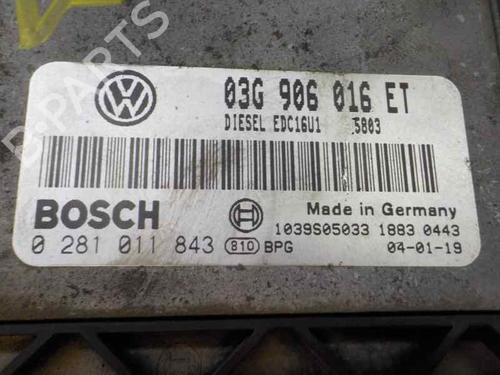 03G 906 016 ET
DIESEL EDC16U1 5803
BOSCH
Made in Germany
1039S05033 1883 0443
0 281 011 843 810 BPG
04-01-19
B-PARTS